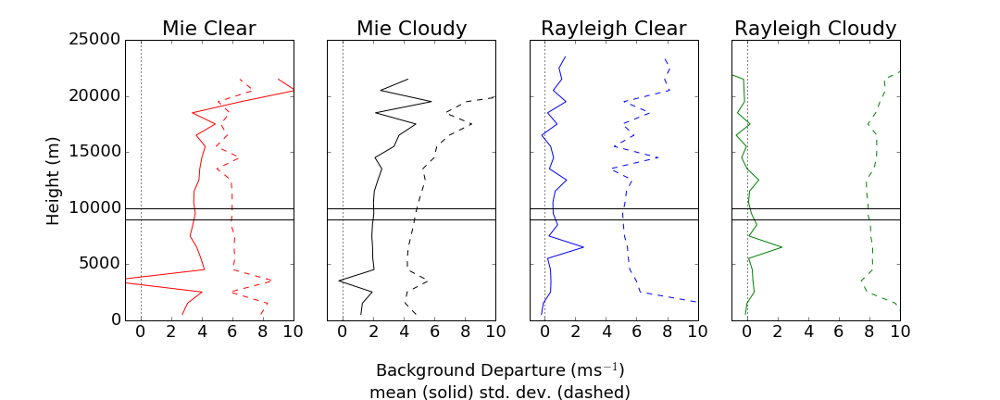 Mie Clear Mie Cloudy Rayleigh Clear Rayleigh Cloudy
25000
20000
15000
10000
5000
0
Height (m)
0 2 4 6 8 10 0 2 4 6 8 10 0 2 4 6 8 10 0 2 4 6 8 10
Background Departure (ms⁻¹)
mean (solid) std. dev. (dashed)